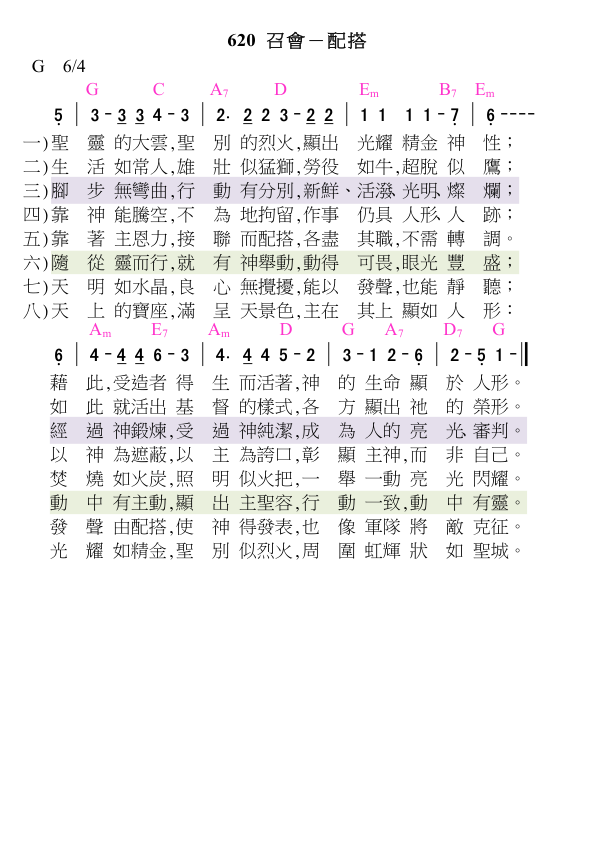 620 召會－配搭
G 6/4
G C A7 D Em B7 Em
5 | 3 - 3 3 4 - 3 | 2. 2 2 3 - 2 2 | 1 1 1 1 - 7 | 6 - - - -
一)聖 靈 的大雲,聖 別 的烈火,顯出 光耀 精金 神 性；
二)生 活 如常人,雄 壯 似猛獅,勞役 如牛,超脫 似 鷹；
三)腳 步 無彎曲,行 動 有分別,新鮮、活潑、光明、燦 爛；
四)靠 神 能騰空,不 為 地拘留,作事 仍具 人形、人 跡；
五)靠 著 主恩力,接 聯 而配搭,各盡 其職,不需 轉 調。
六)隨 從 靈而行,就 有 神舉動,動得 可畏,眼光 豐 盛；
七)天 明 如水晶,良 心 無攪擾,能以 發聲,也能 靜 聽；
八)天 上 的寶座,滿 呈 天景色,主在 其上 顯如 人 形：
Am E7 Am D G A7 D7 G
6 | 4 - 4 4 6 - 3 | 4. 4 4 5 - 2 | 3 - 1 2 - 6 | 2 - 5 1 - ||
藉 此,受造者 得 生 而活著,神 的 生命 顯 於 人形。
如 此 就活出 基 督 的樣式,各 方 顯出 祂 的 榮形。
經 過 神鍛煉,受 過 神純潔,成 為 人的 亮 光、審判。
以 神 為遮蔽,以 主 為誇口,彰 顯 主神,而 非 自己。
焚 燒 如火炭,照 明 似火把,一 舉 一動 亮 光 閃耀。
動 中 有主動,顯 出 主聖容,行 動 一致,動 中 有靈。
發 聲 由配搭,使 神 得發表,也 像 軍隊 將 敵 克征。
光 耀 如精金,聖 別 似烈火,周 圍 虹輝 狀 如 聖城。